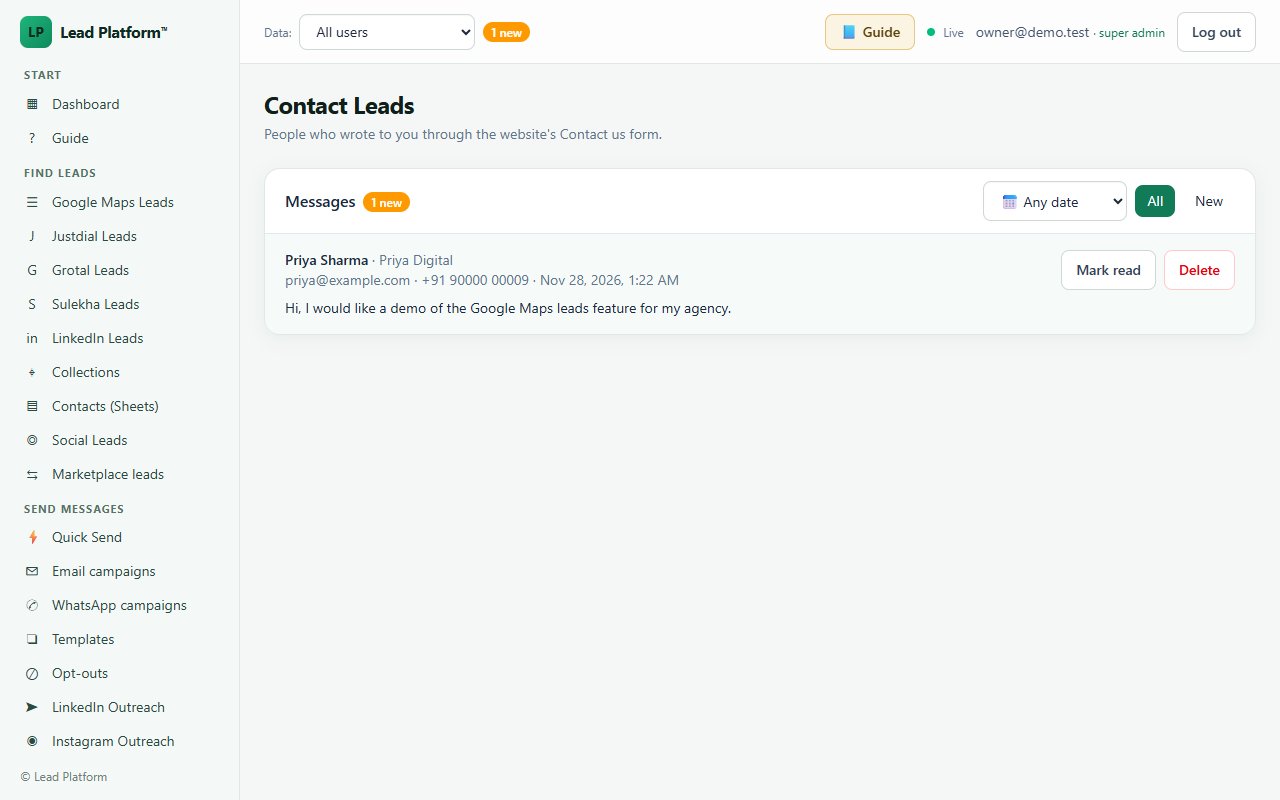 LP Lead Platform™
START
Dashboard
? Guide
FIND LEADS
Google Maps Leads
J Justdial Leads
G Grotal Leads
S Sulekha Leads
in LinkedIn Leads
Collections
Contacts (Sheets)
Social Leads
Marketplace leads
SEND MESSAGES
Quick Send
Email campaigns
WhatsApp campaigns
Templates
Opt-outs
LinkedIn Outreach
Instagram Outreach
© Lead Platform
Data: All users 1 new Guide Live owner@demo.test · super admin Log out
Contact Leads
People who wrote to you through the website's Contact us form.
Messages 1 new Any date All New
Priya Sharma · Priya Digital
priya@example.com · +91 90000 00009 · Nov 28, 2026, 1:22 AM
Mark read Delete
Hi, I would like a demo of the Google Maps leads feature for my agency.